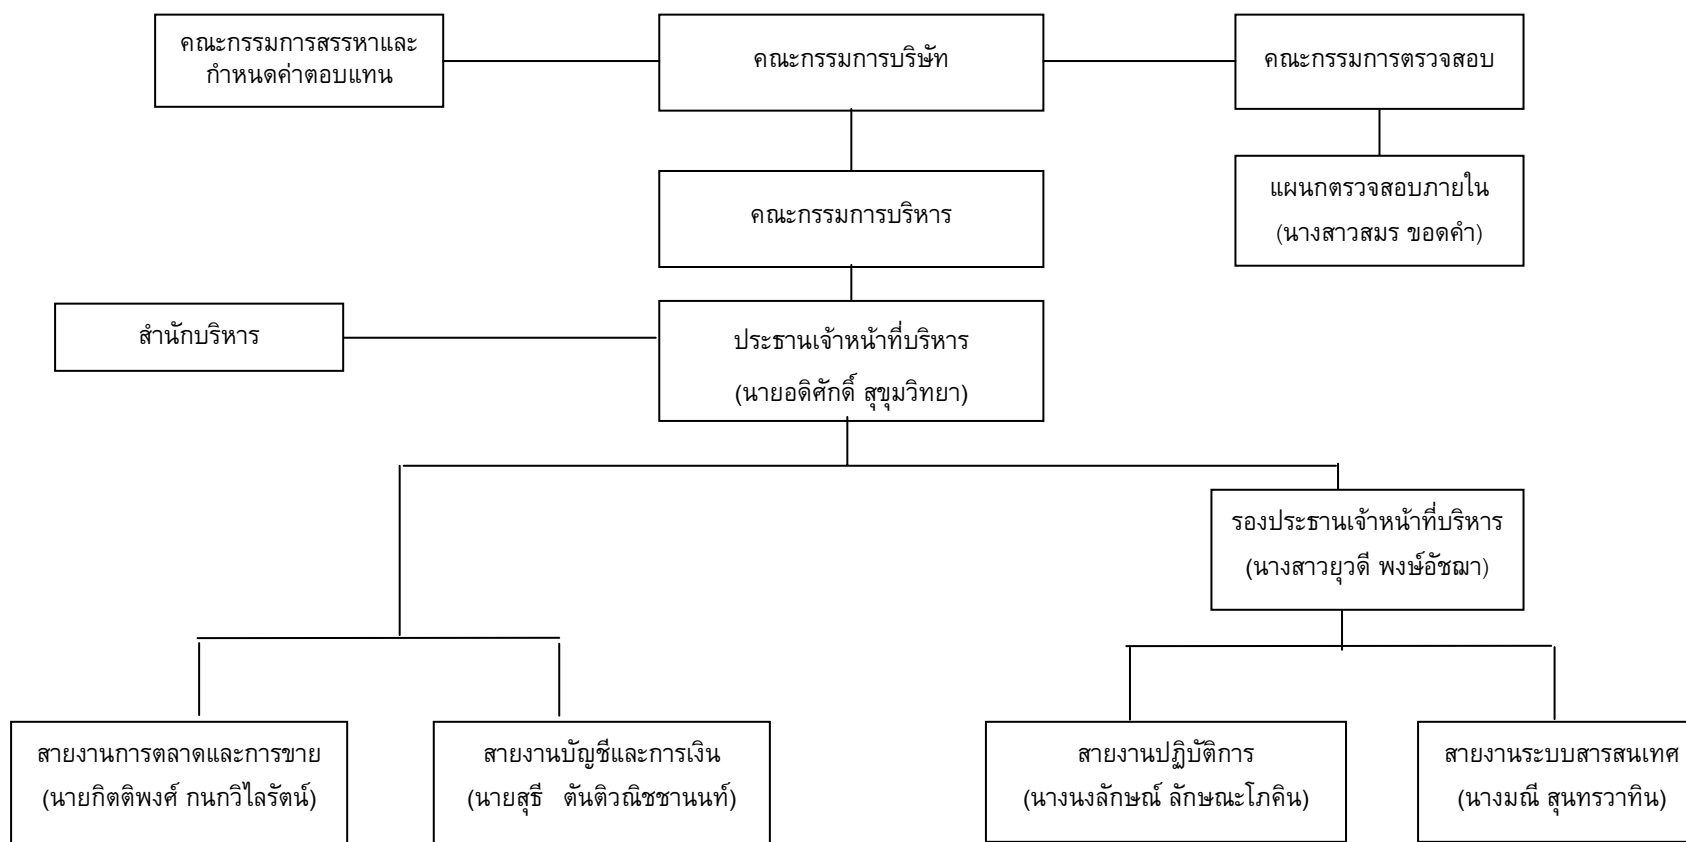 คณะกรรมการสรรหาและ
กำหนดค่าตอบแทน
คณะกรรมการบริษัท
คณะกรรมการตรวจสอบ
แผนกตรวจสอบภายใน
(นางสาวสมร ขอดคำ)
คณะกรรมการบริหาร
สำนักบริหาร
ประธานเจ้าหน้าที่บริหาร
(นายอดิศักดิ์ สุขุมวิทยา)
รองประธานเจ้าหน้าที่บริหาร
(นางสาวยุวดี พงษ์อัชฌา)
สายงานการตลาดและการขาย
(นายกิตติพงศ์ กนกวิไลรัตน์)
สายงานบัญชีและการเงิน
(นายสุธี ตันติวณิชชานนท์)
สายงานปฏิบัติการ
(นางนงลักษณ์ ลักษณะโภคิน)
สายงานระบบสารสนเทศ
(นางมณี สุนทรวาทิน)